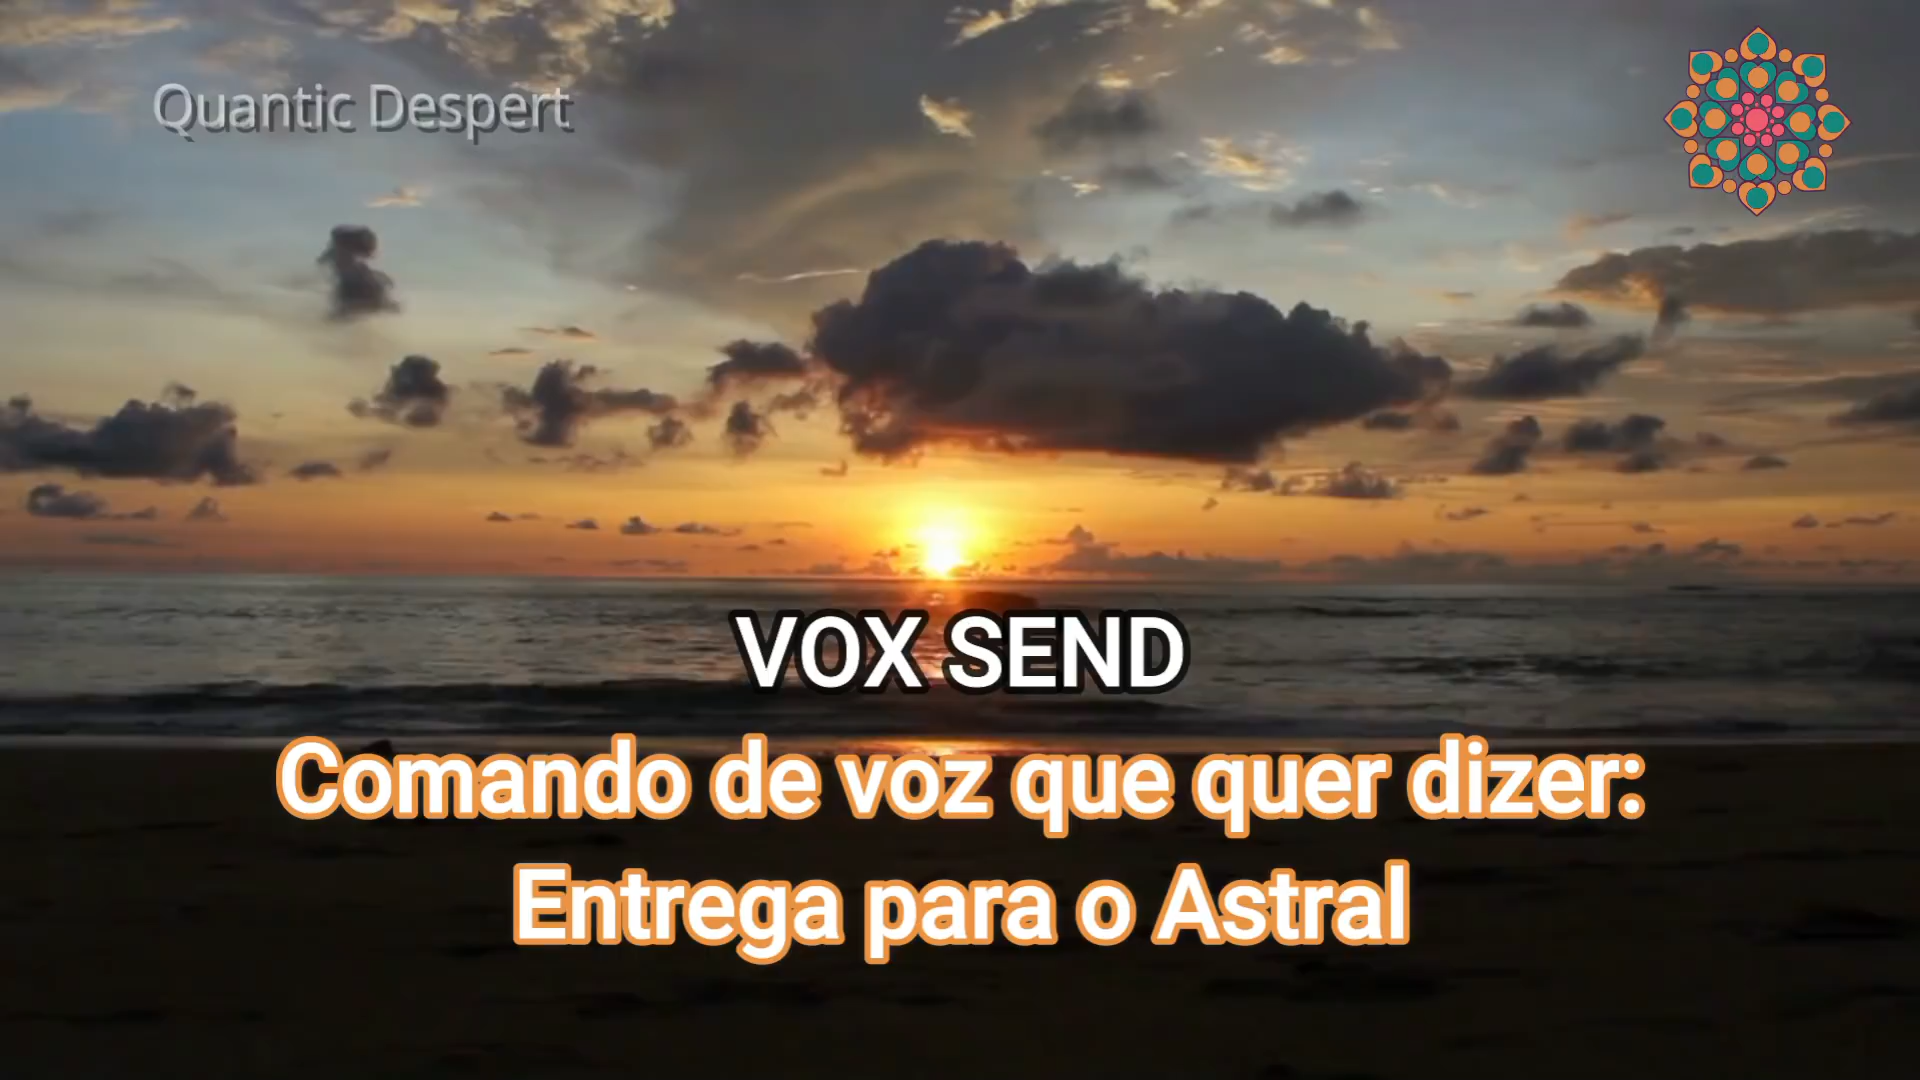 Quantic Despert
VOX SEND
Comando de voz que quer dizer:
Entrega para o Astral